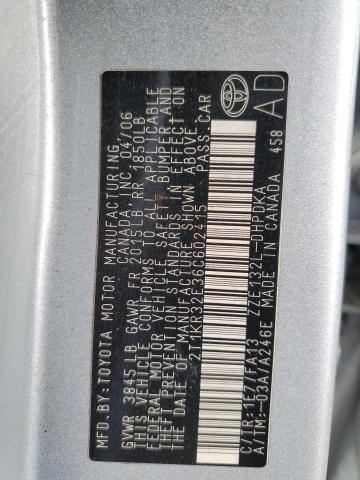 MFD.BY:TOYOTA MOTOR MANUFACTURING
CANADA, INC. 04/06
GVWR 3845LB GAWR FR 2015LB RR 1850LB
THIS VEHICLE CONFORMS TO ALL APPLICABLE
FEDERAL MOTOR VEHICLE SAFETY,BUMPER,AND
THEFT PREVENTION STANDARDS IN EFFECT ON
THE DATE OF MANUFACTURE SHOWN ABOVE.
2T1KR32E36C602415 PASS.CAR
C/TR:1E7/FA13 ZZE132L-DHPDKA
A/TM:-03A/A246E MADE IN CANADA 458
TOYOTA
AD